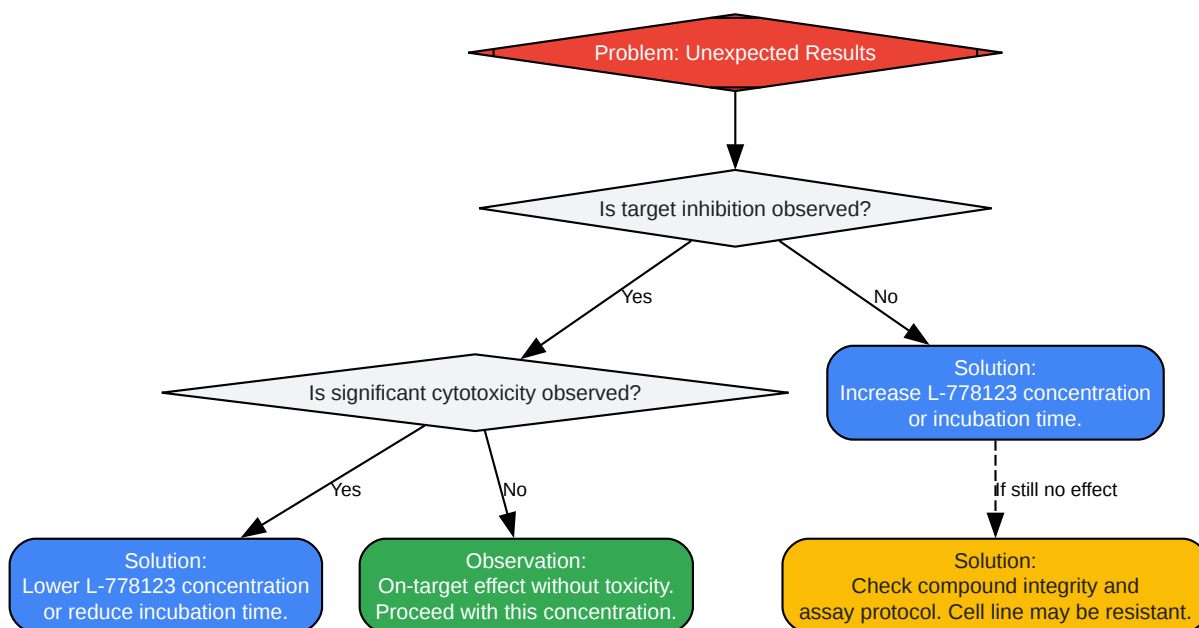 Problem: Unexpected Results
Is target inhibition observed?
Yes
No
Is significant cytotoxicity observed?
Solution:
Increase L-778123 concentration
or incubation time.
Yes
No
If still no effect
Solution:
Lower L-778123 concentration
or reduce incubation time.
Observation:
On-target effect without toxicity.
Proceed with this concentration.
Solution:
Check compound integrity and
assay protocol. Cell line may be resistant.